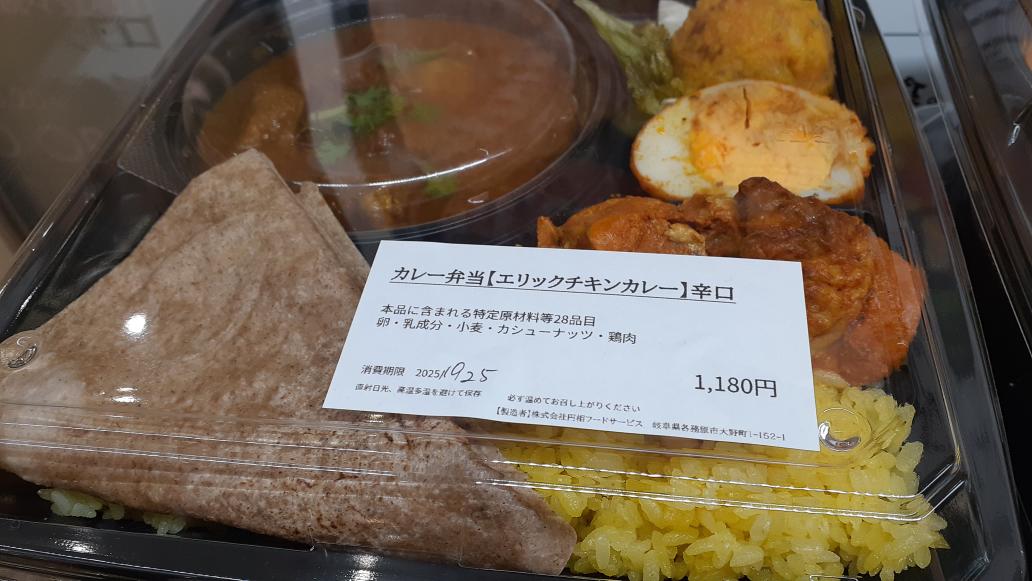 カレー弁当【エリックチキンカレー】辛口
本品に含まれる特定原材料等28品目
卵・乳成分・小麦・カシューナッツ・鶏肉
消費期限 2025/1925
1,180円
直射日光、高温多湿を避けて保存 必ず温めてお召し上がりください
【製造者】株式会社円相フードサービス 岐阜県各務原市大野町1-152-1